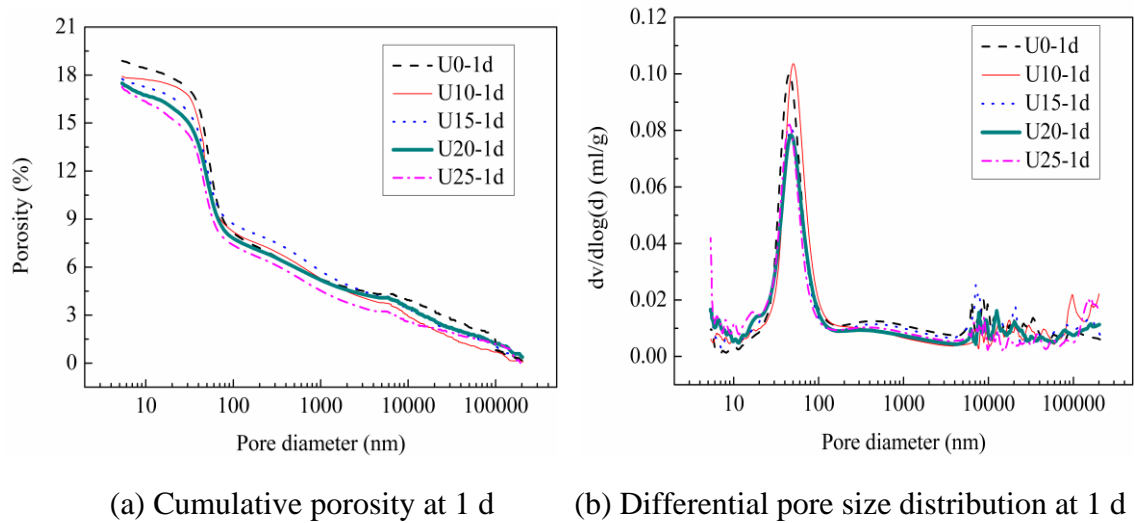 21
18
15
12
9
6
3
0
Porosity (%)
10 100 1000 10000 100000
Pore diameter (nm)
U0-1d
U10-1d
U15-1d
U20-1d
U25-1d
0.12
0.10
0.08
0.06
0.04
0.02
0.00
dv/dlog(d) (ml/g)
10 100 1000 10000 100000
Pore diameter (nm)
U0-1d
U10-1d
U15-1d
U20-1d
U25-1d
(a) Cumulative porosity at 1 d
(b) Differential pore size distribution at 1 d